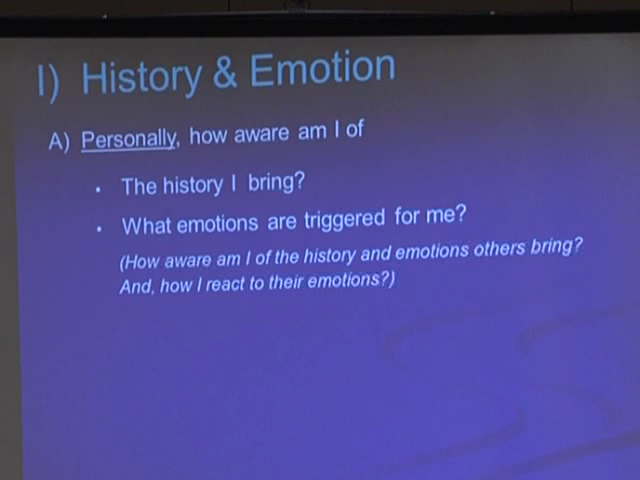 I) History & Emotion
A) Personally, how aware am I of
• The history I bring?
• What emotions are triggered for me?
(How aware am I of the history and emotions others bring?
And, how I react to their emotions?)